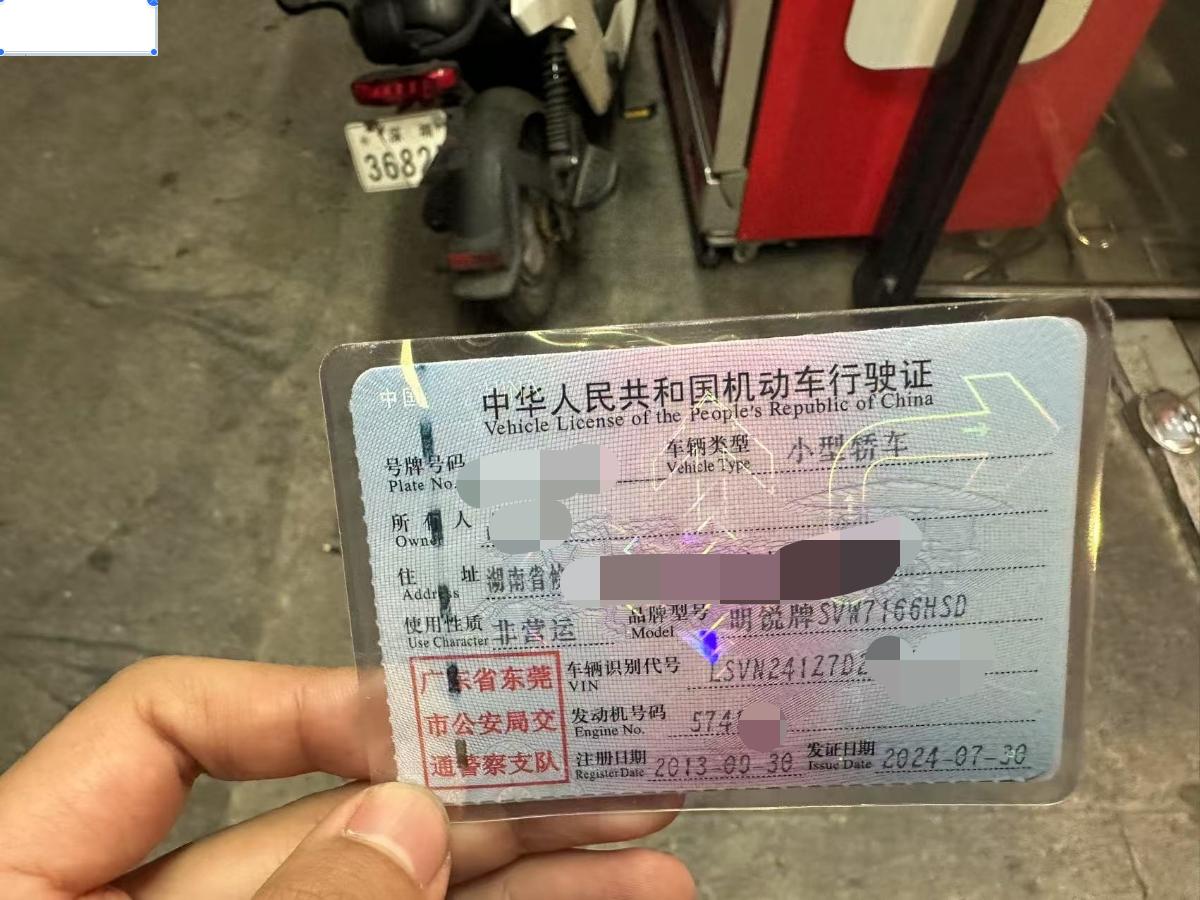 3682
中国
中华人民共和国机动车行驶证
Vehicle License of the People's Republic of China
号牌号码
Plate No.
车辆类型
Vehicle Type
小型轿车
所 人
Owner
住 址
Address
湖南省
使用性质
Use Character
非营运
品牌型号
Model
明锐牌SVW7166HSD
广东省东莞
市公安局交
通警察支队
车辆识别代号
VIN
LSVN241Z7D2
发动机号码
Engine No.
574
注册日期
Register Date
2013-09-30
发证日期
Issue Date
2024-07-30